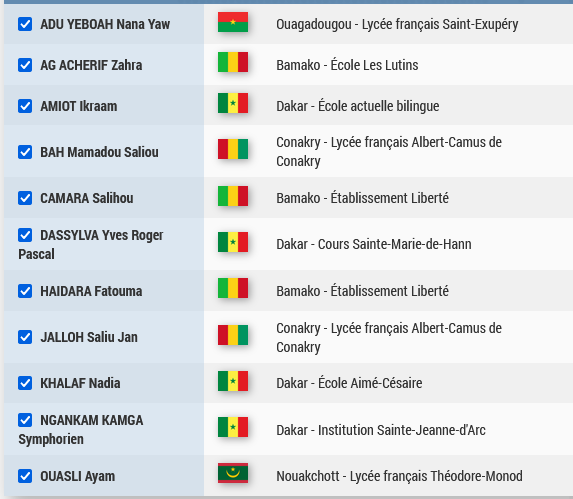 ADU YEBOAH Nana Yaw Ouagadougou - Lycée français Saint-Exupéry
AG ACHERIF Zahra Bamako - École Les Lutins
AMIOT Ikraam Dakar - École actuelle bilingue
BAH Mamadou Saliou Conakry - Lycée français Albert-Camus de
Conakry
CAMARA Salihou Bamako - Établissement Liberté
DASSYLVA Yves Roger
Pascal Dakar - Cours Sainte-Marie-de-Hann
HAIDARA Fatouma Bamako - Établissement Liberté
JALLOH Saliu Jan Conakry - Lycée français Albert-Camus de
Conakry
KHALAF Nadia Dakar - École Aimé-Césaire
NGANKAM KAMGA
Symphorien Dakar - Institution Sainte-Jeanne-d'Arc
OUASLI Ayam Nouakchott - Lycée français Théodore-Monod